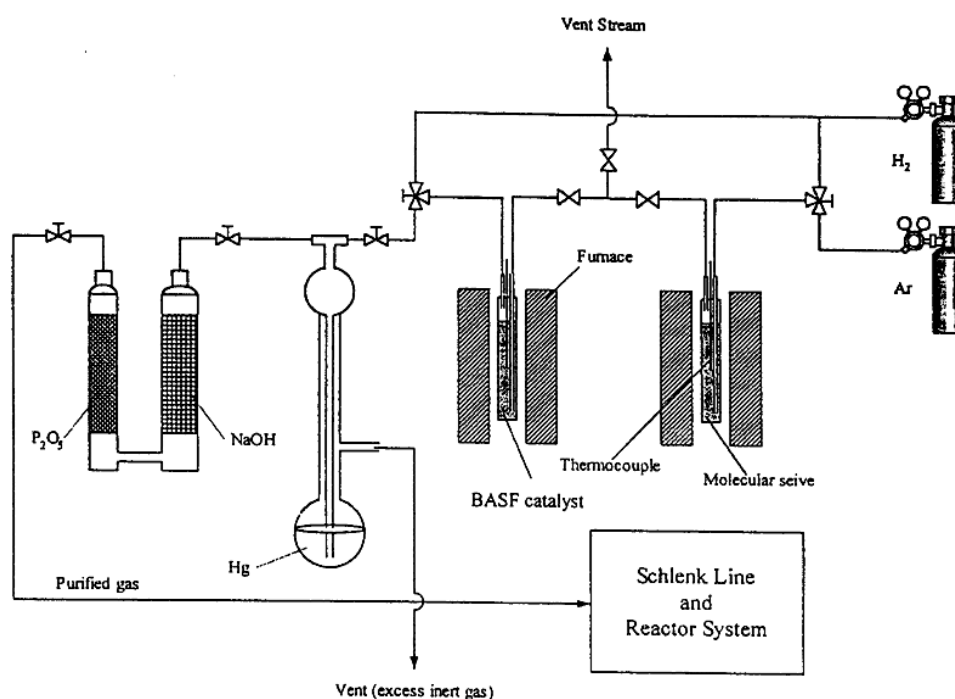 Vent Stream
H2
Ar
Furnace
P2O5
NaOH
Thermocouple
Molecular seive
BASF catalyst
Hg
Purified gas
Schlenk Line
and
Reactor System
Vent (excess inert gas)